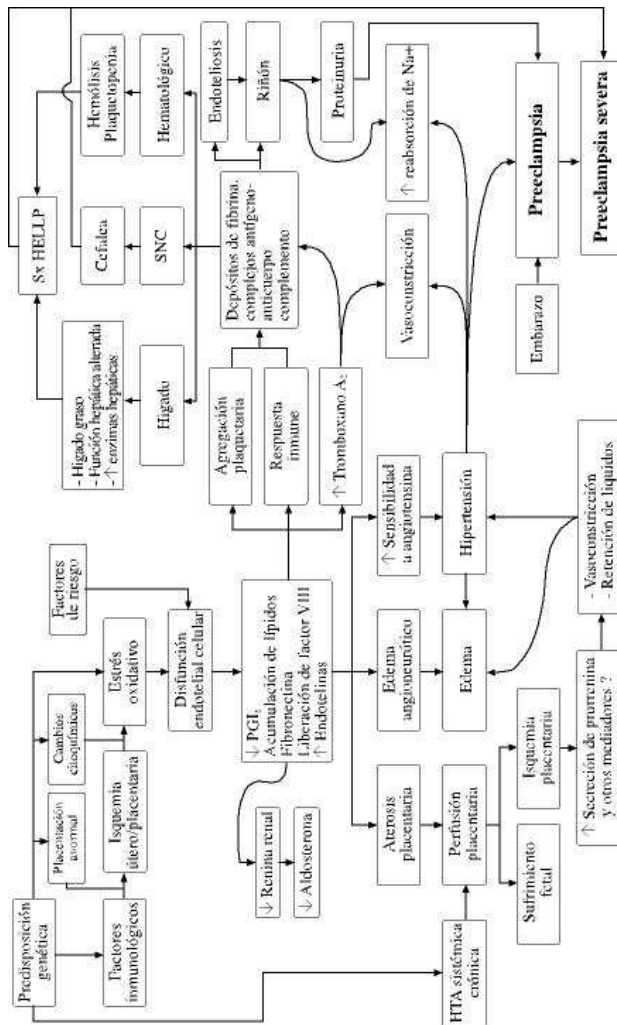 Predisposición
genética
Placentación
anormal
Cambios
citoquímicos
Estrés
oxidativo
Factores
de riesgo
Factores
inmunológicos
Isquemia
útero/placentaria
Disfunción
endotelial celular
↓ PGI₂
Acumulación de lípidos
Fibronectina
Liberación de factor VIII
↑ Endotelinas
↓ Renina renal
↓ Aldosterona
- Hígado graso
- Función hepática alterada
- ↑ enzimas hepáticas
Sx HELLP
Hemólisis
Plaquetopenia
Hígado
Cefalea
SNC
Hematológico
Agregación
plaquetaria
Respuesta
inmune
↑ Tromboxano A₂
Depósitos de fibrina,
complejos antígeno-
anticuerpo
complemento
Endoteliosis
Riñón
Proteinuria
HTA sistémica
crónica
Aterosis
placentaria
Perfusión
placentaria
Edema
angioneurótico
Edema
↑ Sensibilidad
a angiotensina
Hipertensión
Vasoconstricción
↑ reabsorción de Na+
Sufrimiento
fetal
Isquemia
placentaria
↑ Secreción de prorrenina
y otros mediadores ?
- Vasoconstricción
- Retención de líquidos
Embarazo
Preeclampsia
Preeclampsia severa